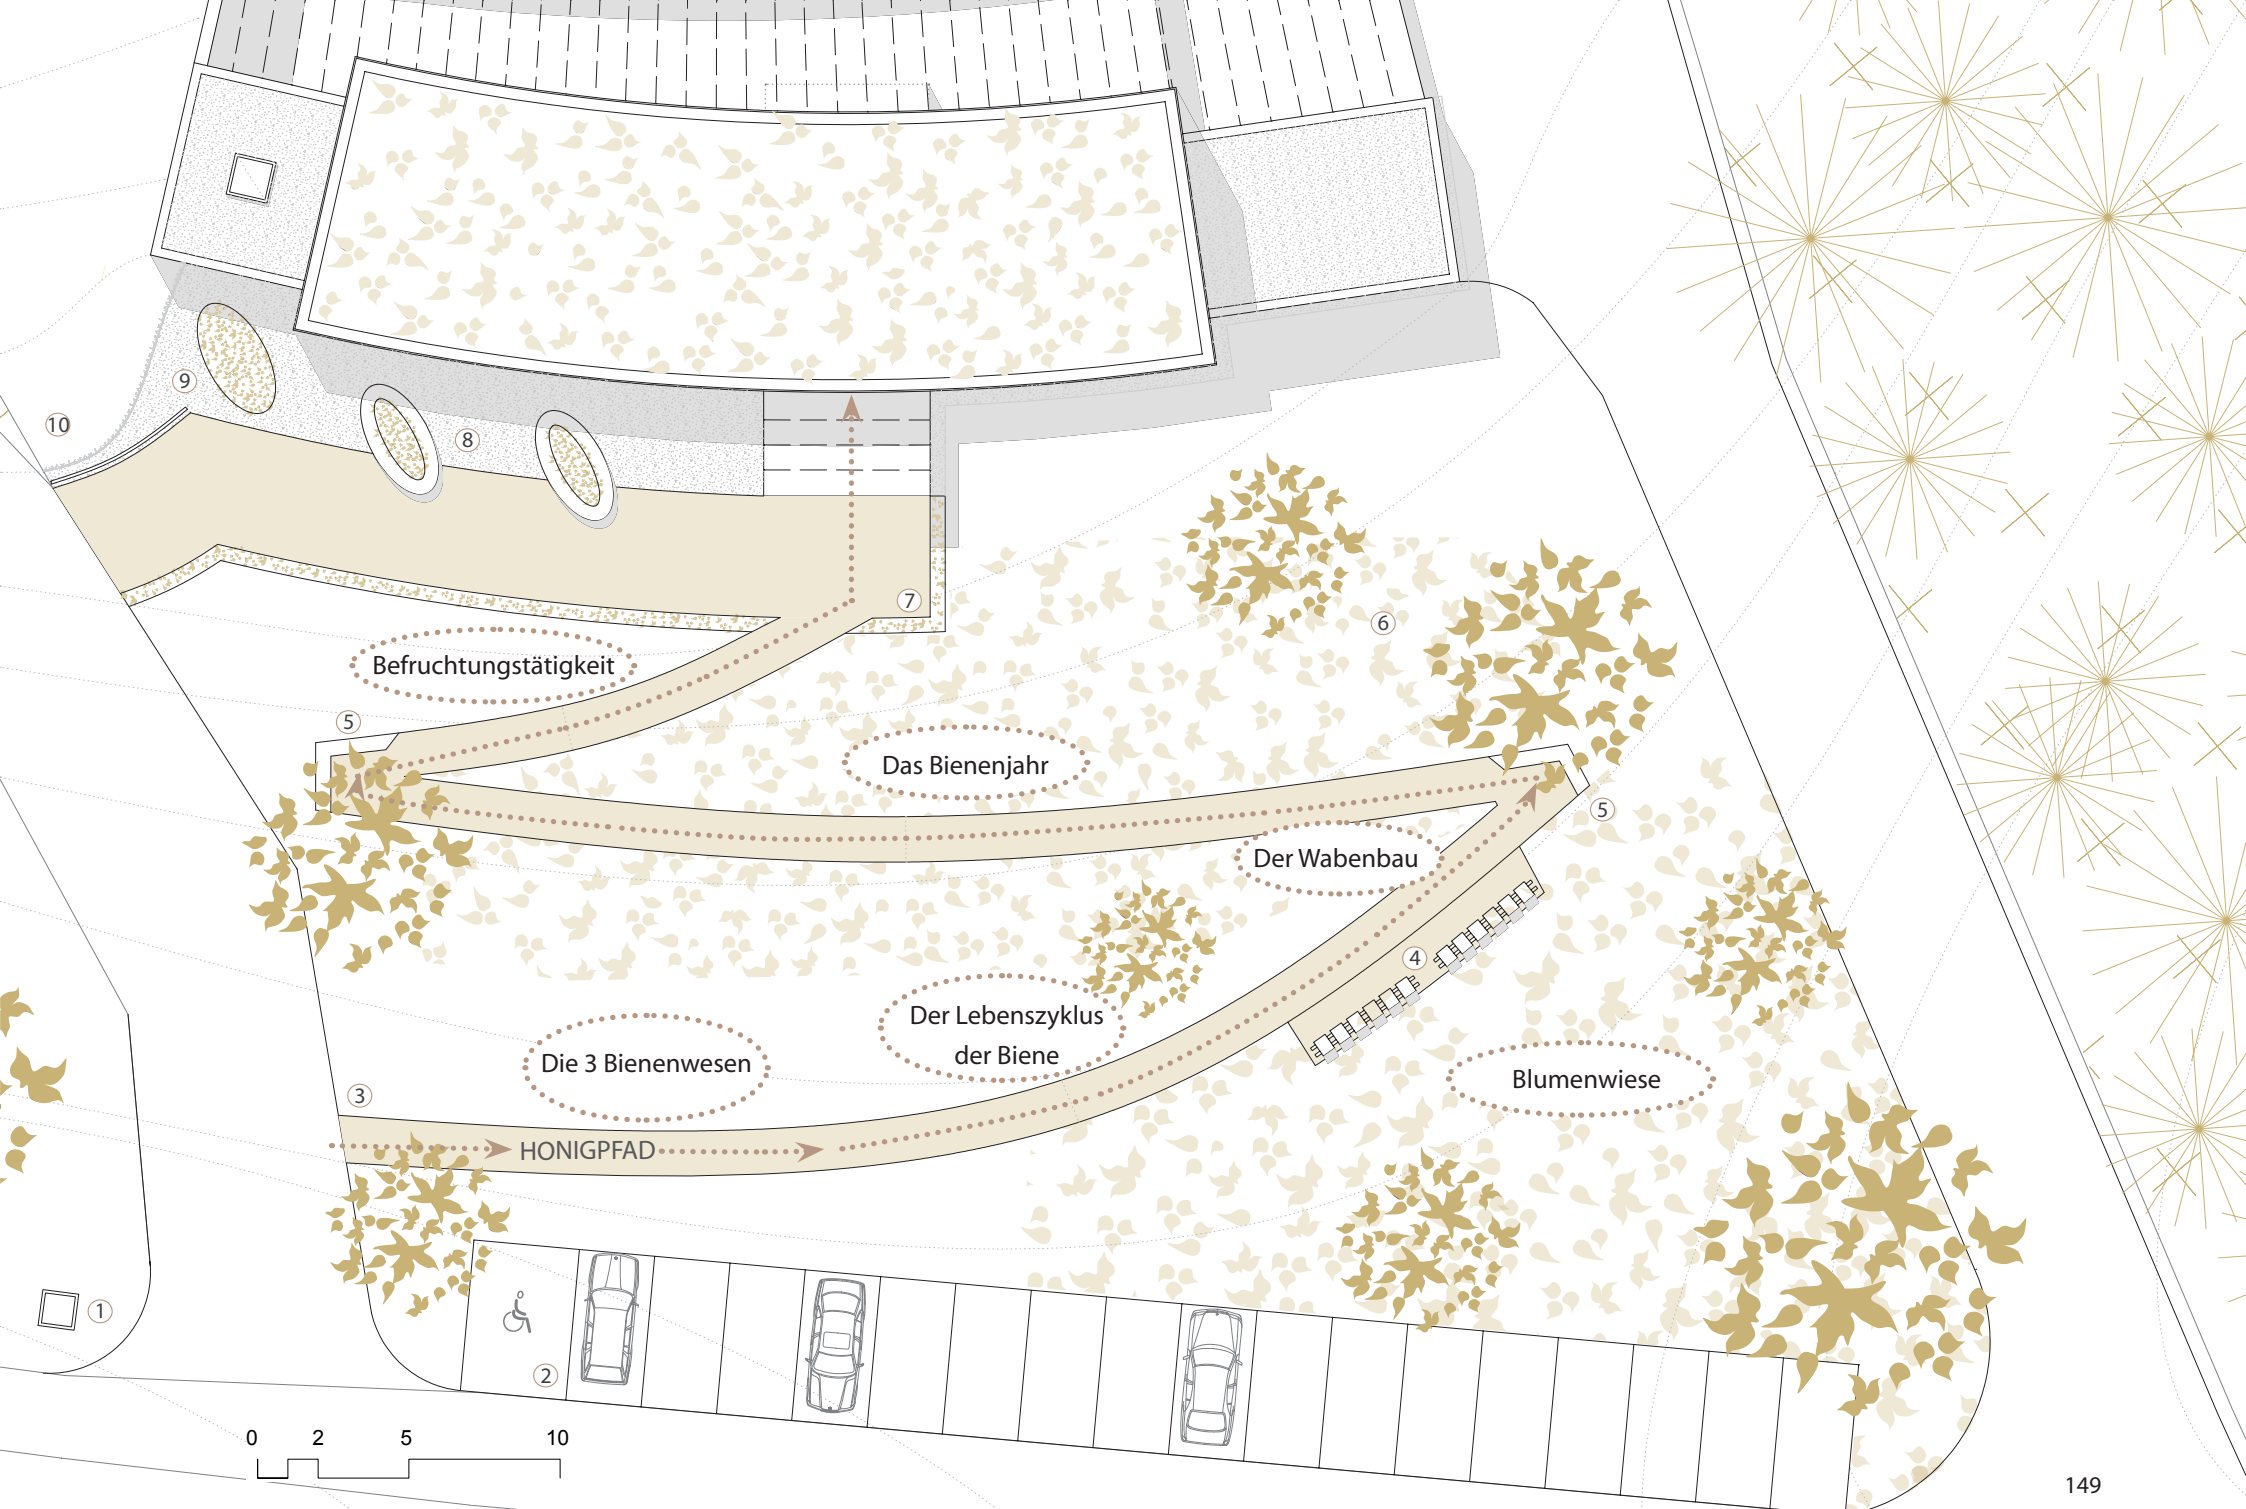 9
10
8
7
6
Befruchtungstätigkeit
5
Das Bienenjahr
5
Der Wabenbau
4
Der Lebenszyklus
der Biene
Die 3 Bienenwesen
Blumenwiese
3
HONIGPFAD
1
2
0 2 5 10
149